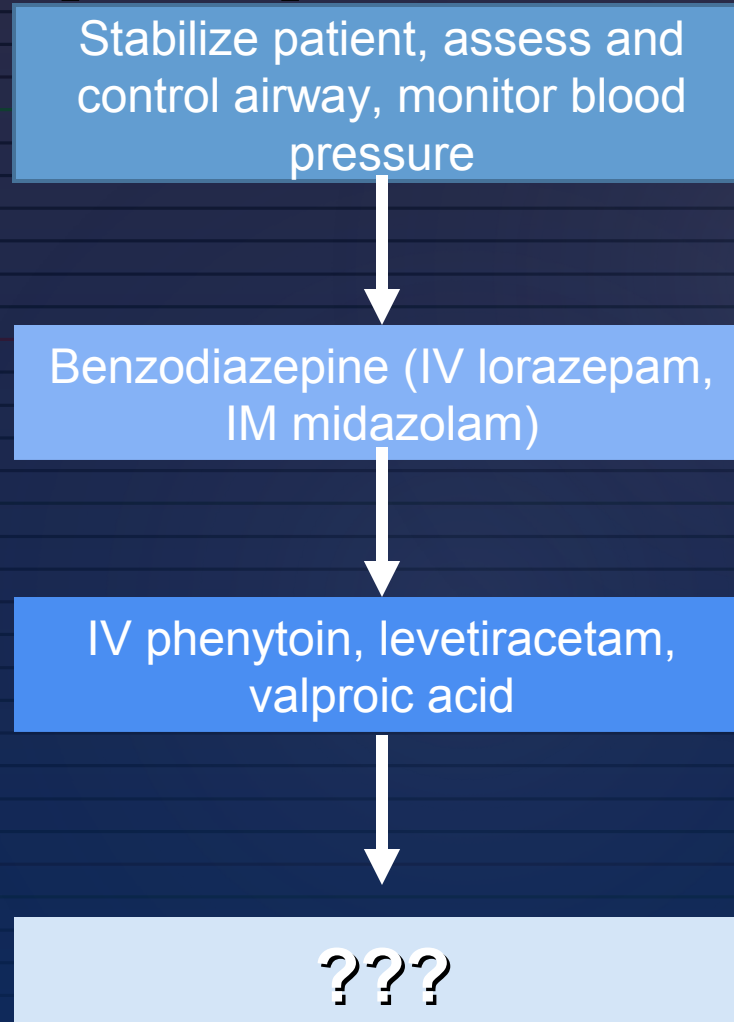 Stabilize patient, assess and
control airway, monitor blood
pressure
Benzodiazepine (IV lorazepam,
IM midazolam)
IV phenytoin, levetiracetam,
valproic acid
???